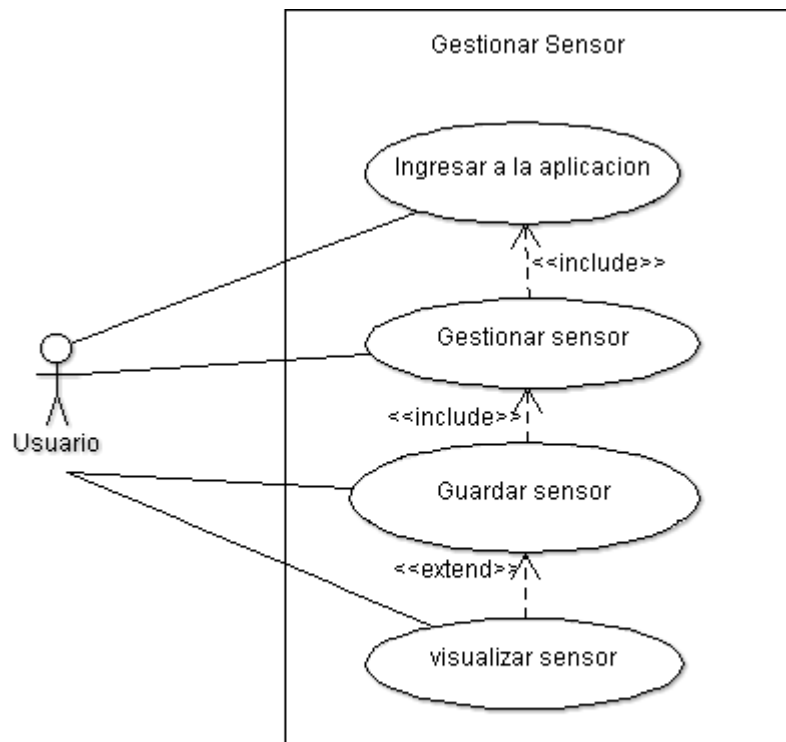 Gestionar Sensor
Ingresar a la aplicacion
<<include>>
Gestionar sensor
<<include>>
Usuario
Guardar sensor
<<extend>>
visualizar sensor